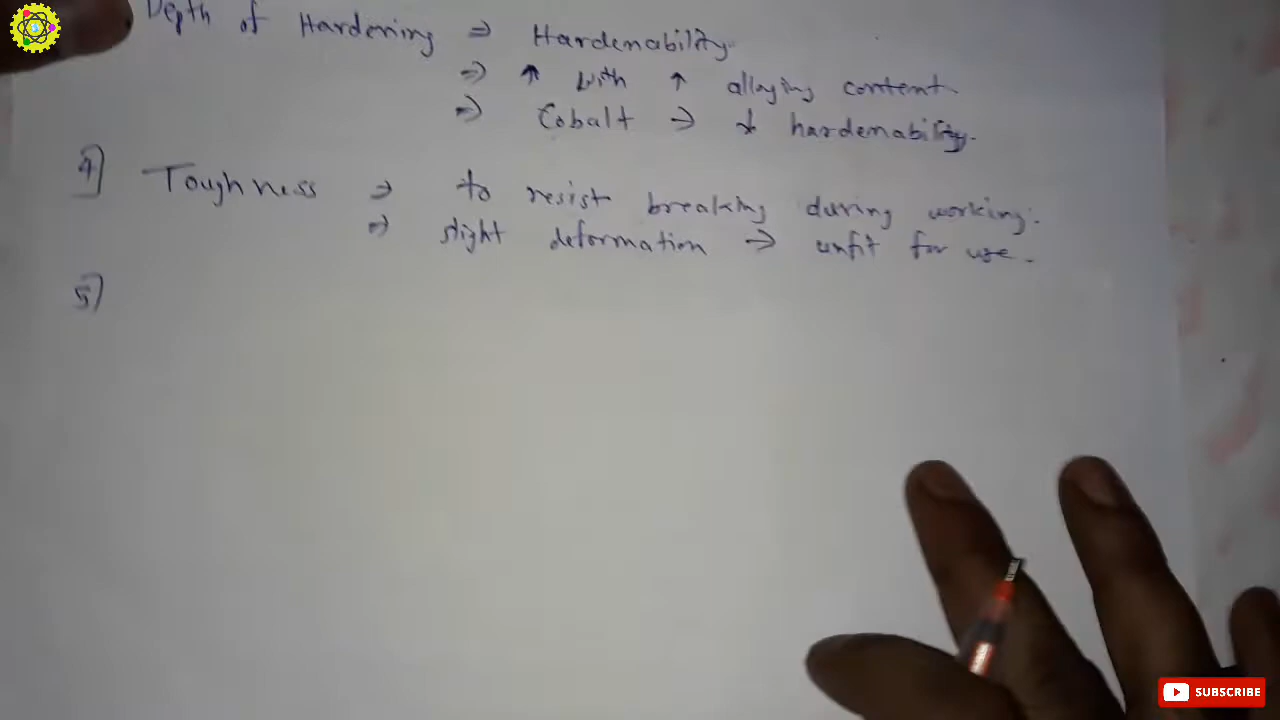 Depth of Hardening ⇒ Hardenability.
⇒ ↑ with ↑ alloying content.
⇒ Cobalt → ↓ hardenability.
4] Toughness ⇒ to resist breaking during working.
⇒ slight deformation → unfit for use.
5]
SUBSCRIBE